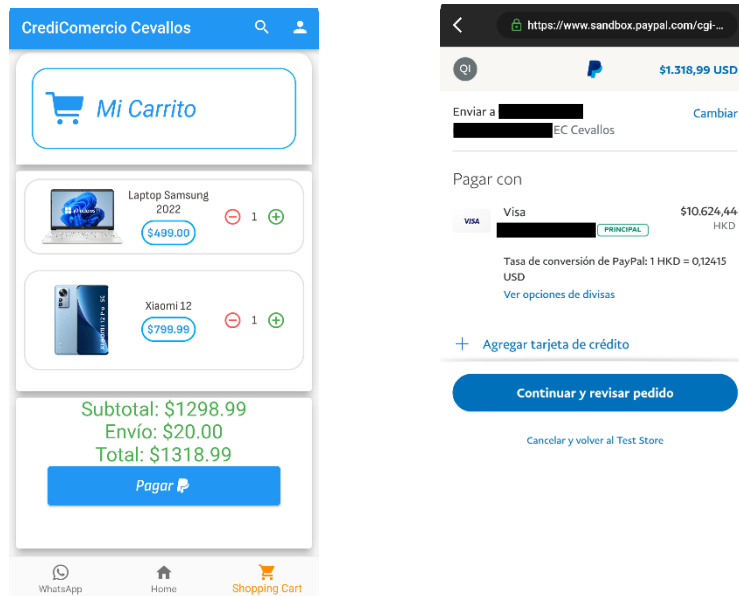 CrediComercio Cevallos
Mi Carrito
Laptop Samsung
2022
$499.00
1
Xiaomi 12
$799.99
1
Subtotal: $1298.99
Envío: $20.00
Total: $1318.99
Pagar
WhatsApp
Home
Shopping Cart
https://www.sandbox.paypal.com/cgi-...
QI
$1.318,99 USD
Enviar a
Cambiar
EC Cevallos
Pagar con
VISA
Visa
$10.624,44
PRINCIPAL
HKD
Tasa de conversión de PayPal: 1 HKD = 0,12415
USD
Ver opciones de divisas
Agregar tarjeta de crédito
Continuar y revisar pedido
Cancelar y volver al Test Store